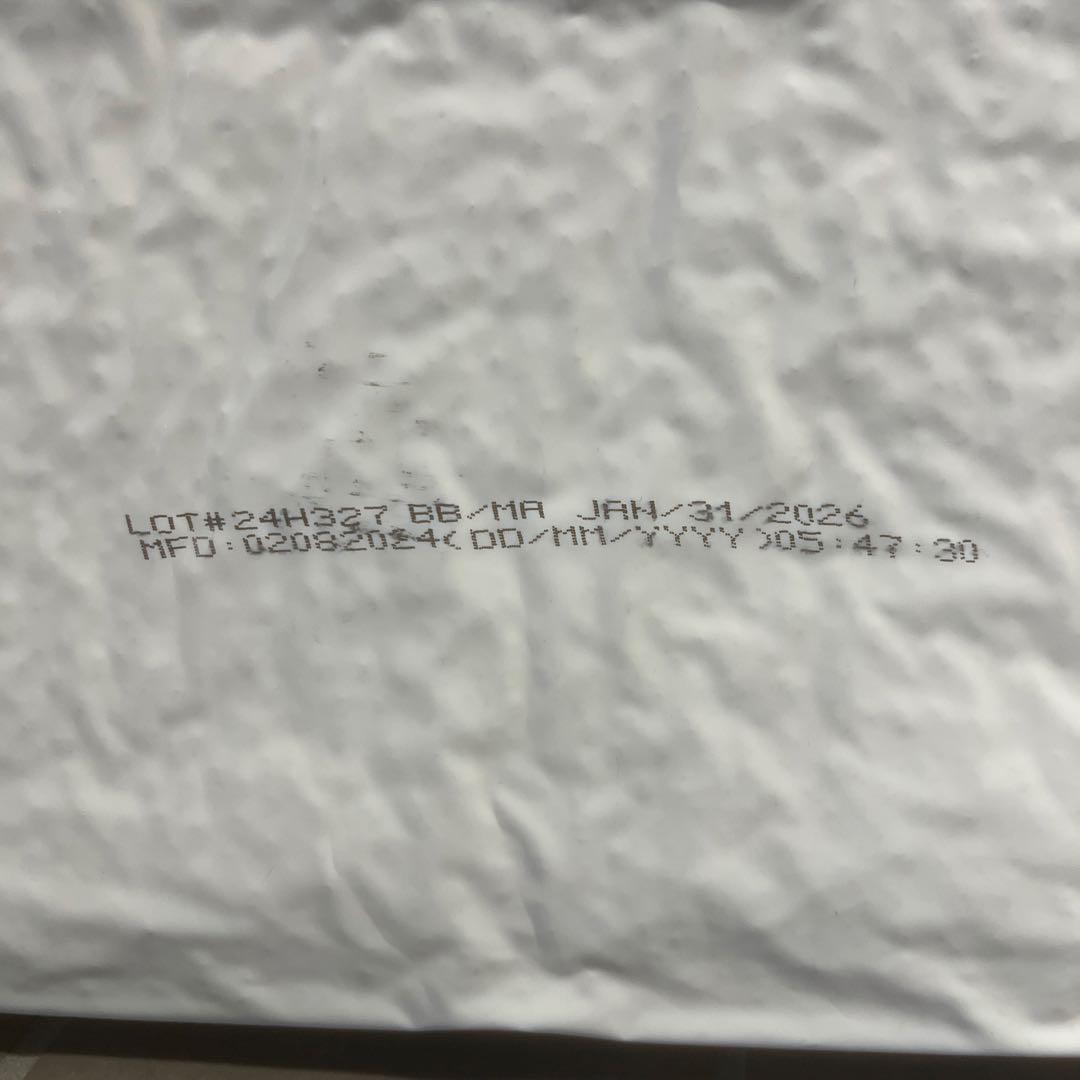 LOT#24H327 BB/MA JAN/31/2026
MFD:02082024(DD/MM/YYYY)05:47:30